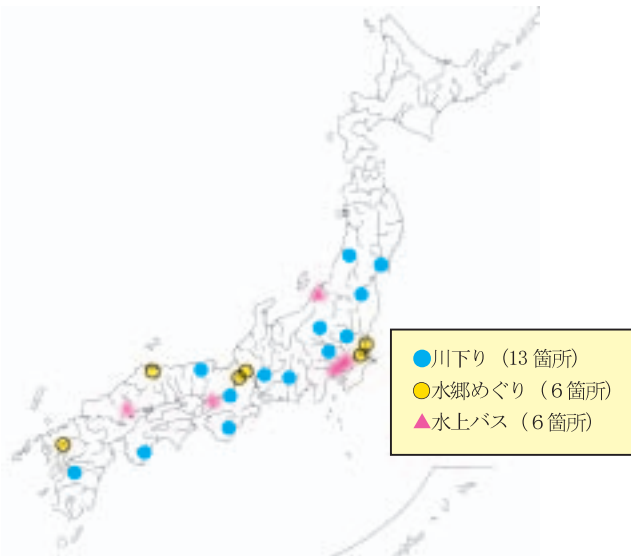 川下り（13 箇所）
水郷めぐり（６箇所）
水上バス（６箇所）